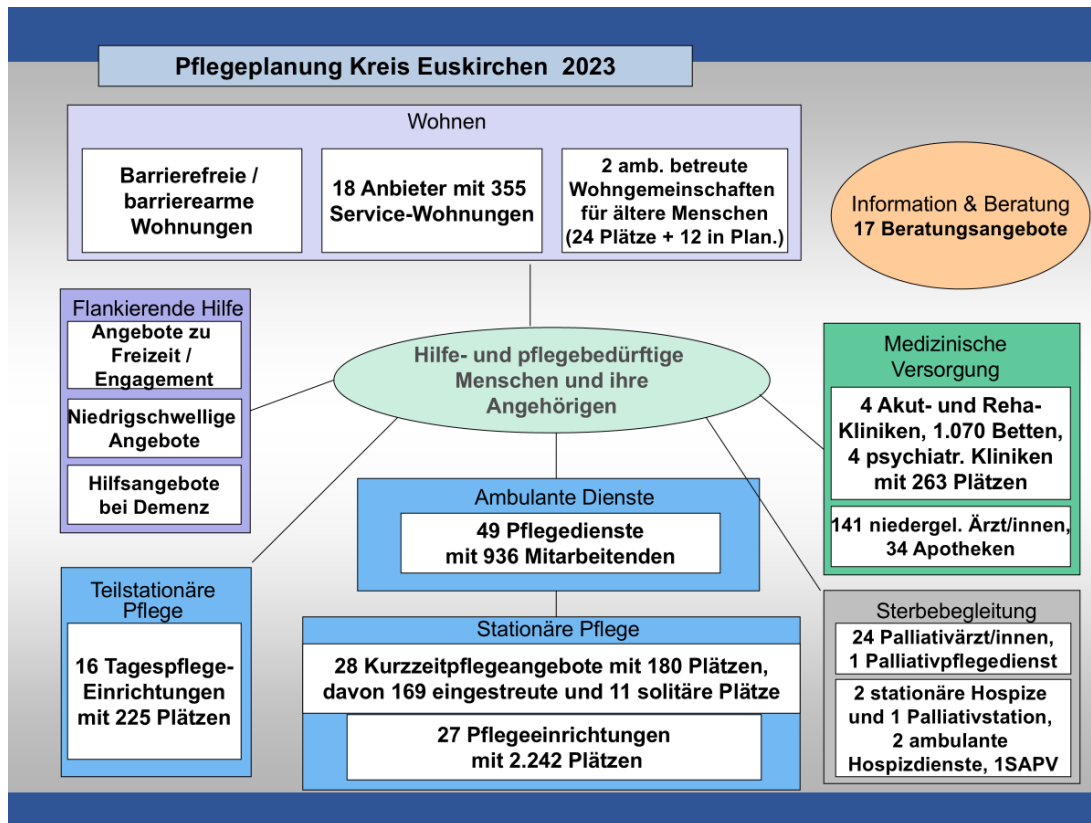 Pflegeplanung Kreis Euskirchen 2023
Wohnen
Barrierefreie /
barrierearme
Wohnungen
18 Anbieter mit 355
Service-Wohnungen
2 amb. betreute
Wohngemeinschaften
für ältere Menschen
(24 Plätze + 12 in Plan.)
Information & Beratung
17 Beratungsangebote
Flankierende Hilfe
Angebote zu
Freizeit /
Engagement
Niedrigschwellige
Angebote
Hilfsangebote
bei Demenz
Hilfe- und pflegebedürftige
Menschen und ihre
Angehörigen
Medizinische
Versorgung
4 Akut- und Reha-
Kliniken, 1.070 Betten,
4 psychiatr. Kliniken
mit 263 Plätzen
141 niedergel. Ärzt/innen,
34 Apotheken
Ambulante Dienste
49 Pflegedienste
mit 936 Mitarbeitenden
Teilstationäre
Pflege
16 Tagespflege-
Einrichtungen
mit 225 Plätzen
Stationäre Pflege
28 Kurzzeitpflegeangebote mit 180 Plätzen,
davon 169 eingestreute und 11 solitäre Plätze
27 Pflegeeinrichtungen
mit 2.242 Plätzen
Sterbebegleitung
24 Palliativärzt/innen,
1 Palliativpflegedienst
2 stationäre Hospize
und 1 Palliativstation,
2 ambulante
Hospizdienste, 1SAPV